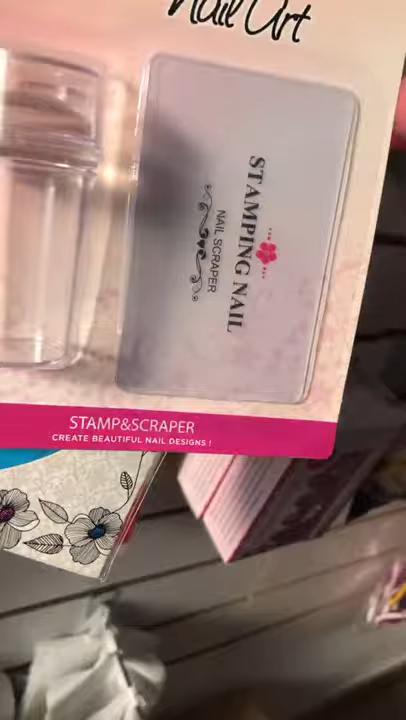 Nail Art
STAMPING NAIL
NAIL SCRAPER
STAMP&SCRAPER
CREATE BEAUTIFUL NAIL DESIGNS !